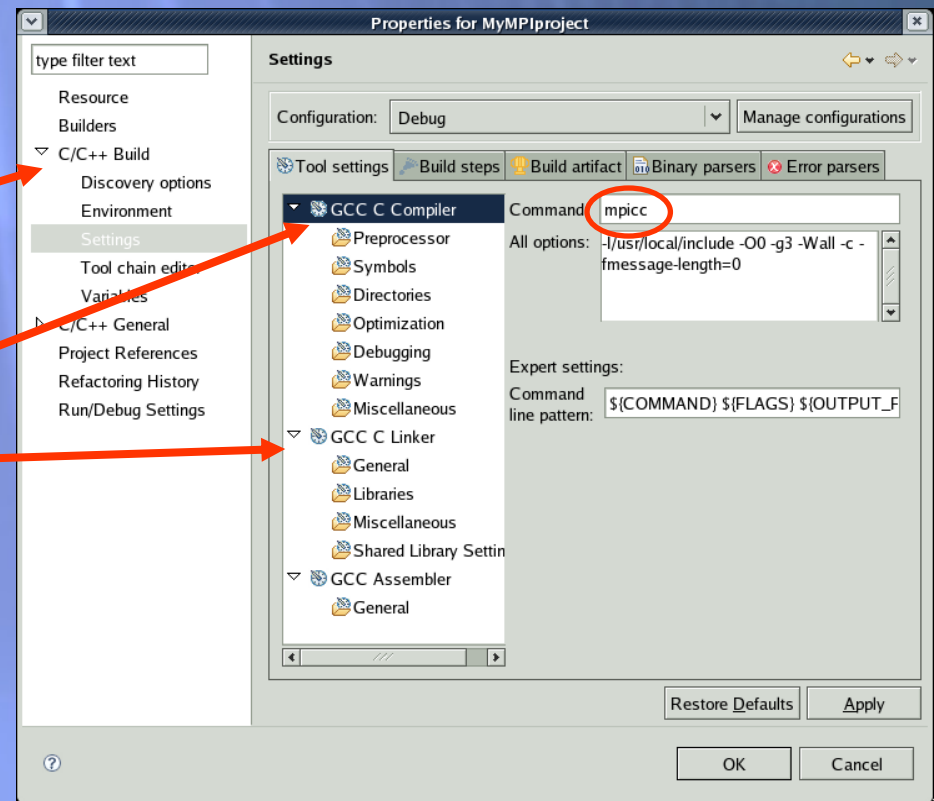 Properties for MyMPIproject
type filter text
Resource
Builders
C/C++ Build
Discovery options
Environment
Settings
Tool chain editor
Variables
C/C++ General
Project References
Refactoring History
Run/Debug Settings
Settings
Configuration: Debug
Manage configurations
Tool settings
Build steps
Build artifact
Binary parsers
Error parsers
GCC C Compiler
Preprocessor
Symbols
Directories
Optimization
Debugging
Warnings
Miscellaneous
GCC C Linker
General
Libraries
Miscellaneous
Shared Library Settin
GCC Assembler
General
Command mpicc
All options: -I/usr/local/include -O0 -g3 -Wall -c -
fmessage-length=0
Expert settings:
Command
line pattern: ${COMMAND} ${FLAGS} ${OUTPUT_F
Restore Defaults
Apply
OK
Cancel